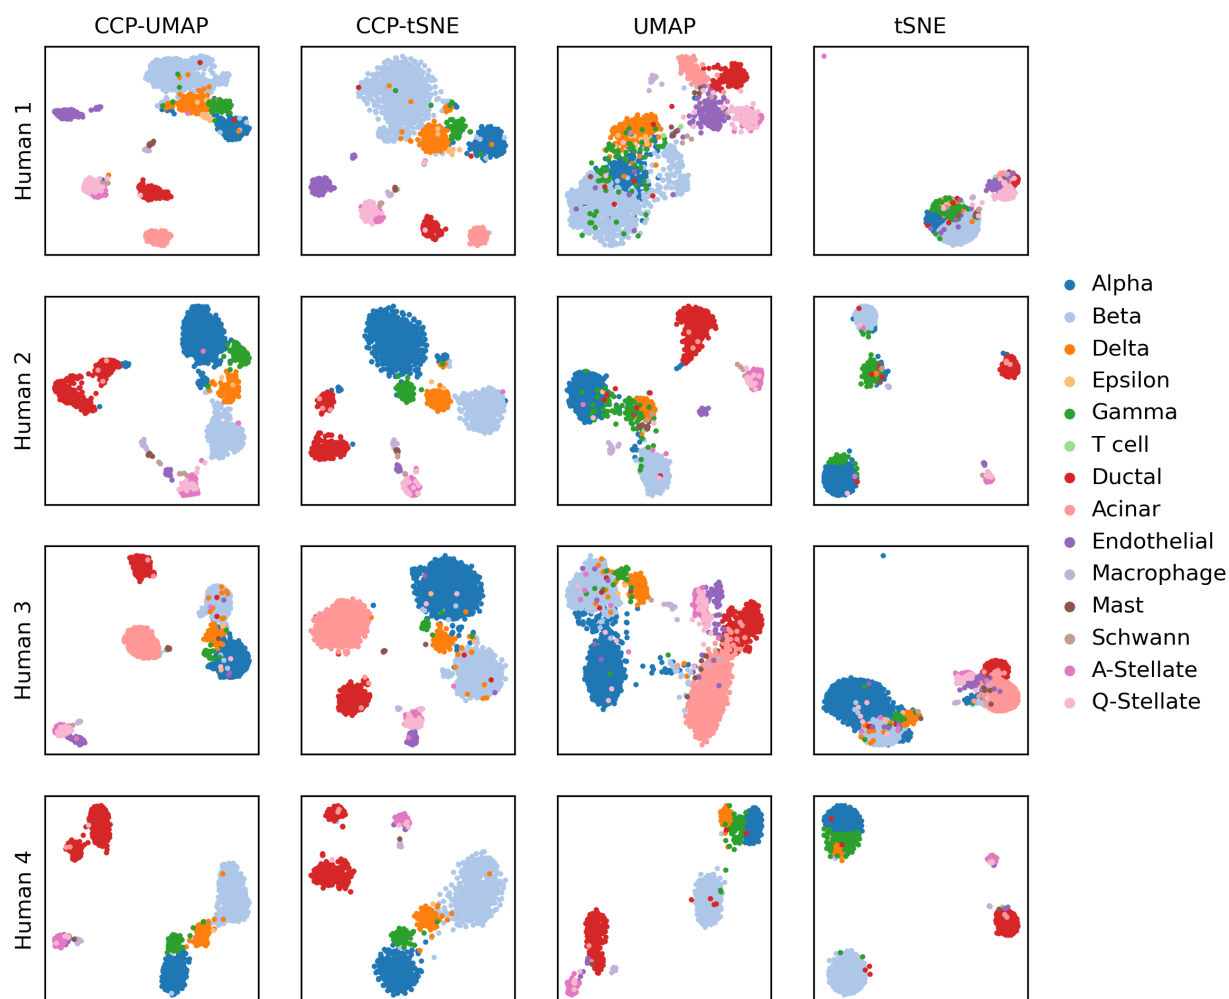 CCP-UMAP
CCP-tSNE
UMAP
tSNE
Human 1
Human 2
Human 3
Human 4
Alpha
Beta
Delta
Epsilon
Gamma
T cell
Ductal
Acinar
Endothelial
Macrophage
Mast
Schwann
A-Stellate
Q-Stellate